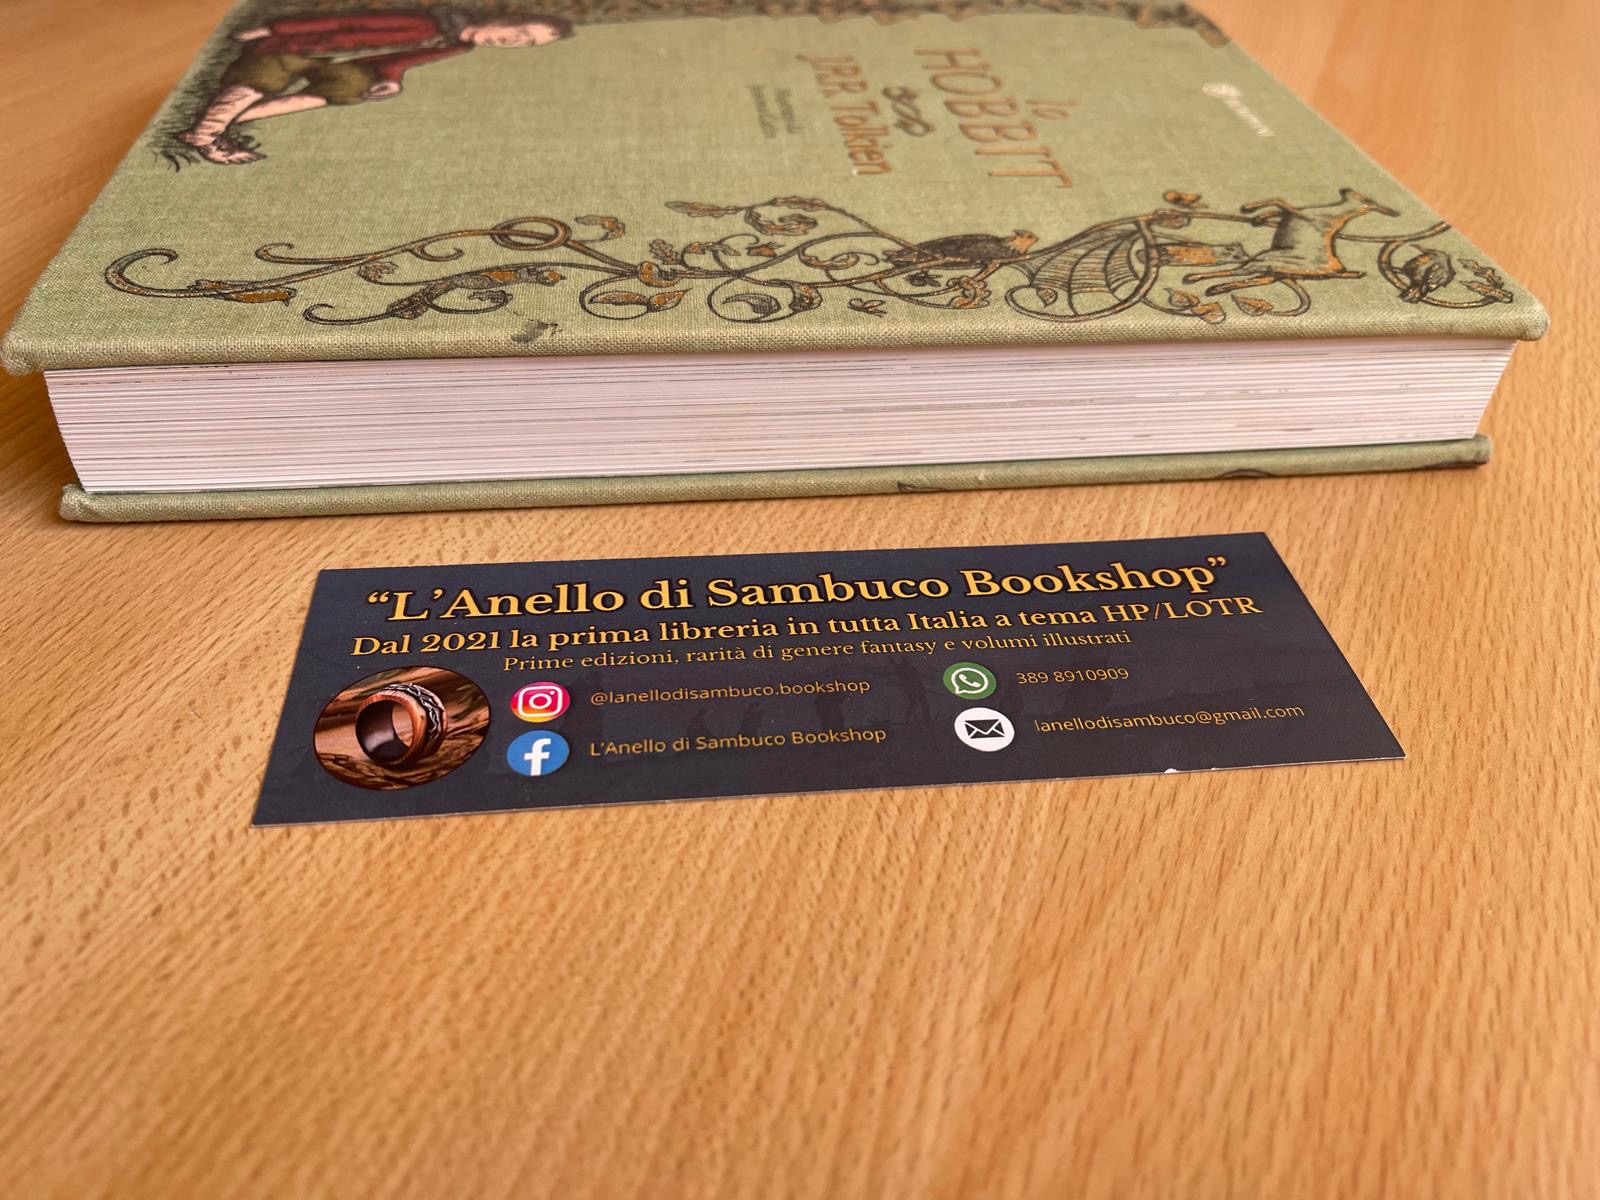 lo
HOBBIT
JRR Tolkien
"L'Anello di Sambuco Bookshop"
Dal 2021 la prima libreria in tutta Italia a tema HP/LOTR
Prime edizioni, rarità di genere fantasy e volumi illustrati
@lanellodisambuco.bookshop
389 8910909
L'Anello di Sambuco Bookshop
lanellodisambuco@gmail.com